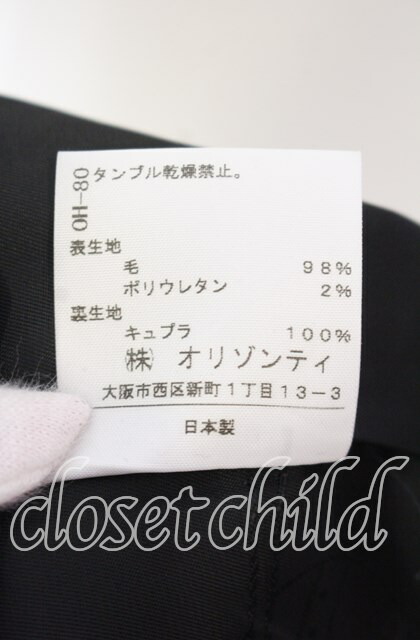 OH-80
タンブル乾燥禁止。
表生地
毛 98%
ポリウレタン 2%
裏生地
キュプラ 100%
㈱ オリゾンティ
大阪市西区新町1丁目13-3
日本製
closet child